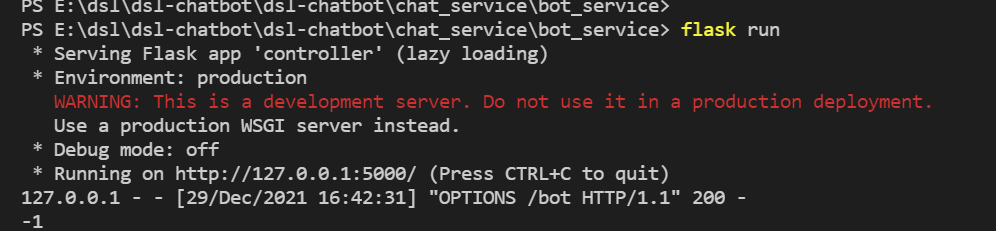 PS E:\dsl\dsl-chatbot\dsl-chatbot\chat_service\bot_service>
PS E:\dsl\dsl-chatbot\dsl-chatbot\chat_service\bot_service> flask run
 * Serving Flask app 'controller' (lazy loading)
 * Environment: production
   WARNING: This is a development server. Do not use it in a production deployment.
   Use a production WSGI server instead.
 * Debug mode: off
 * Running on http://127.0.0.1:5000/ (Press CTRL+C to quit)
127.0.0.1 - - [29/Dec/2021 16:42:31] "OPTIONS /bot HTTP/1.1" 200 -
-1